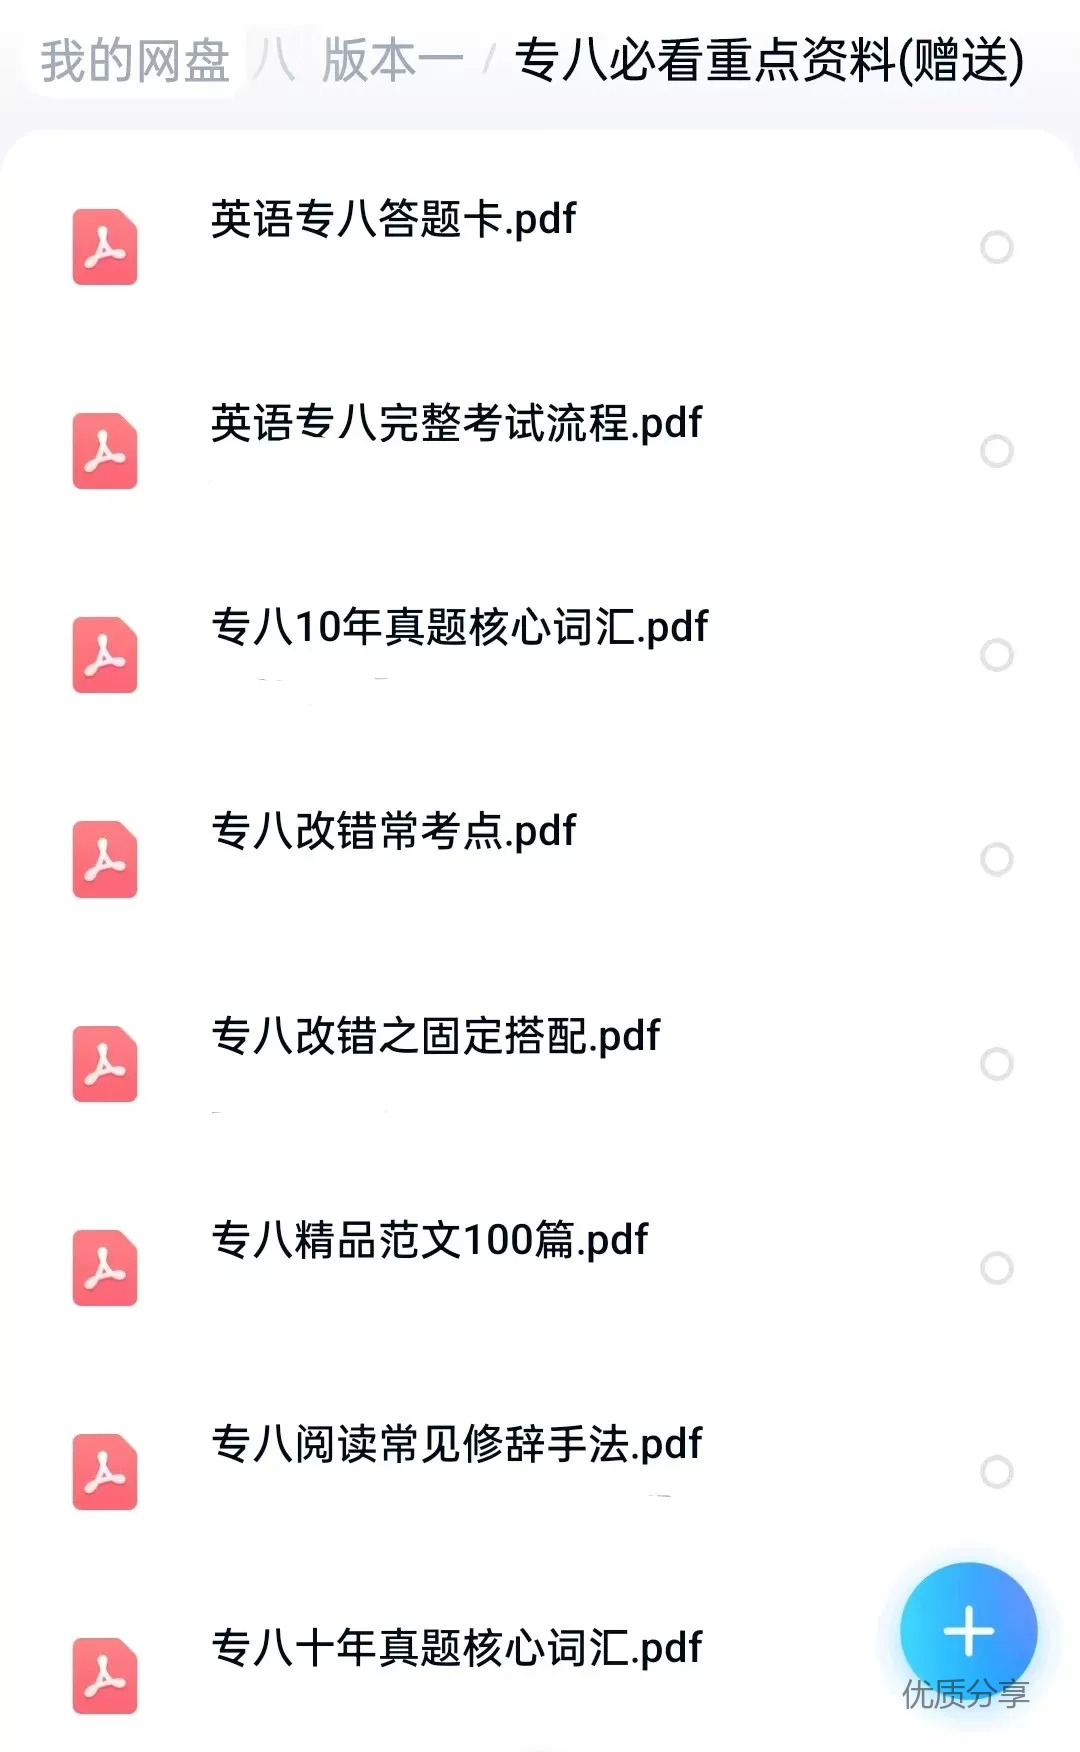 我的网盘 八 版本一 / 专八必看重点资料(赠送)
英语专八答题卡.pdf
英语专八完整考试流程.pdf
专八10年真题核心词汇.pdf
专八改错常考点.pdf
专八改错之固定搭配.pdf
专八精品范文100篇.pdf
专八阅读常见修辞手法.pdf
专八十年真题核心词汇.pdf
优质分享